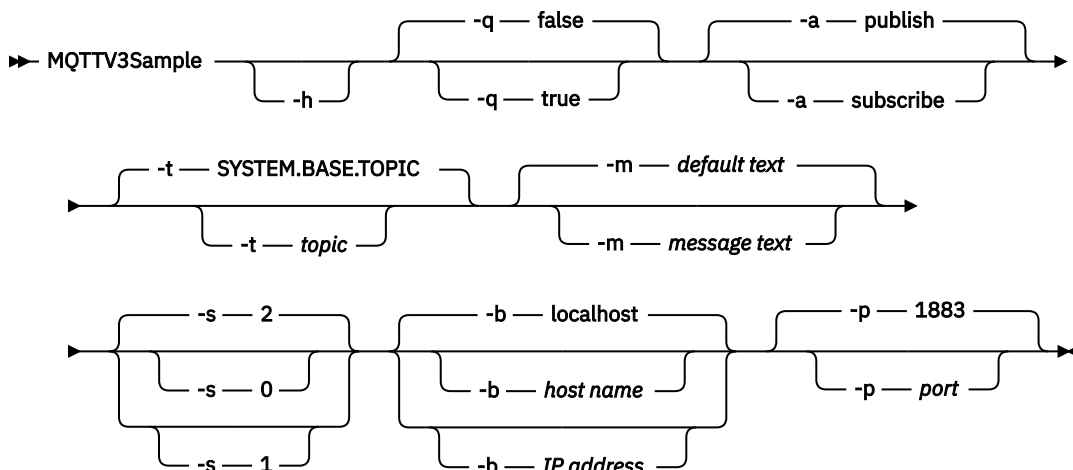 -q false -a publish
MQTTV3Sample
-h -q true -a subscribe
-t SYSTEM.BASE.TOPIC -m default text
-t topic -m message text
-s 2 -b localhost -p 1883
-s 0 -b host name -p port
-s 1 -b IP address